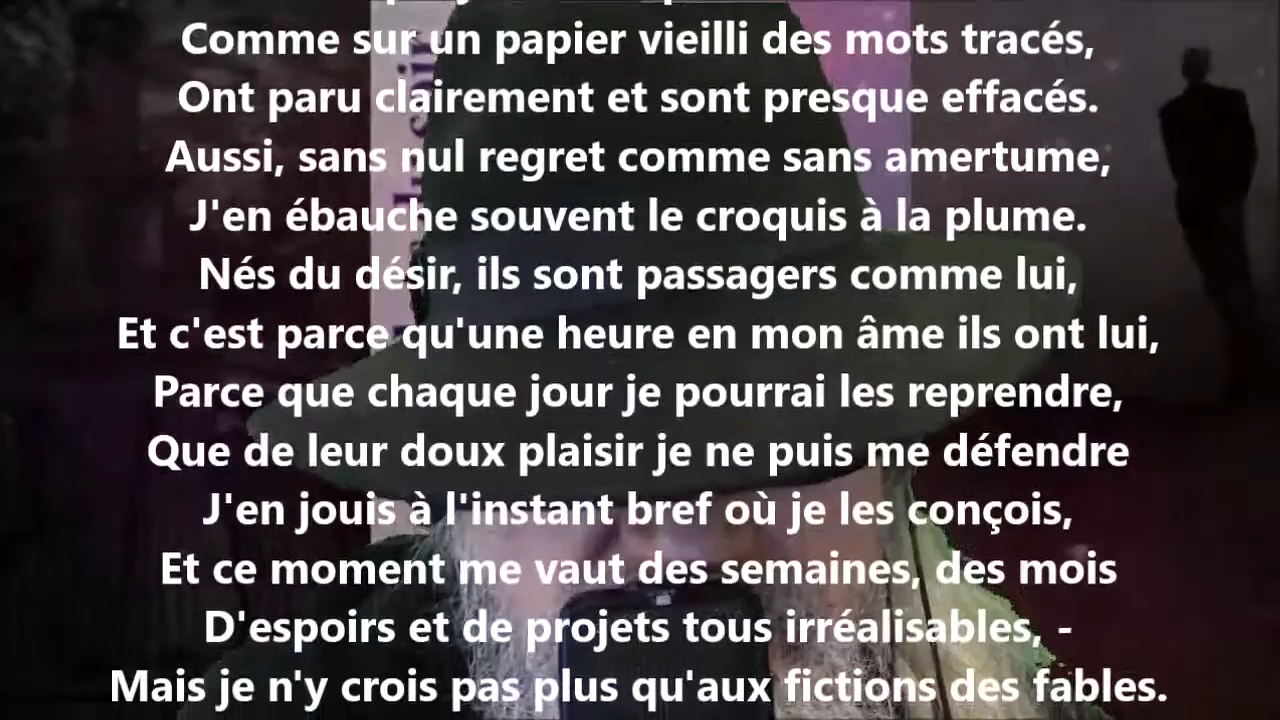 Comme sur un papier vieilli des mots tracés,
Ont paru clairement et sont presque effacés.
Aussi, sans nul regret comme sans amertume,
J'en ébauche souvent le croquis à la plume.
Nés du désir, ils sont passagers comme lui,
Et c'est parce qu'une heure en mon âme ils ont lui,
Parce que chaque jour je pourrai les reprendre,
Que de leur doux plaisir je ne puis me défendre
J'en jouis à l'instant bref où je les conçois,
Et ce moment me vaut des semaines, des mois
D'espoirs et de projets tous irréalisables, -
Mais je n'y crois pas plus qu'aux fictions des fables.
du soir